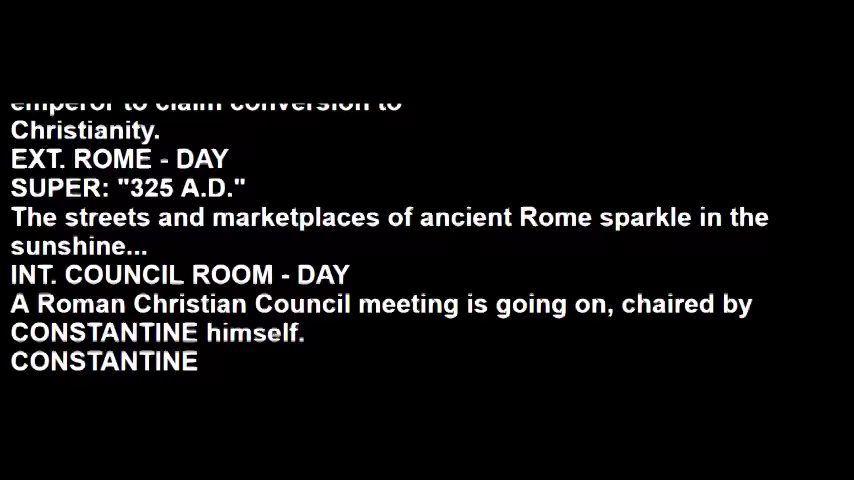 emperor to claim conversion to
Christianity.
EXT. ROME - DAY
SUPER: "325 A.D."
The streets and marketplaces of ancient Rome sparkle in the
sunshine...
INT. COUNCIL ROOM - DAY
A Roman Christian Council meeting is going on, chaired by
CONSTANTINE himself.
CONSTANTINE